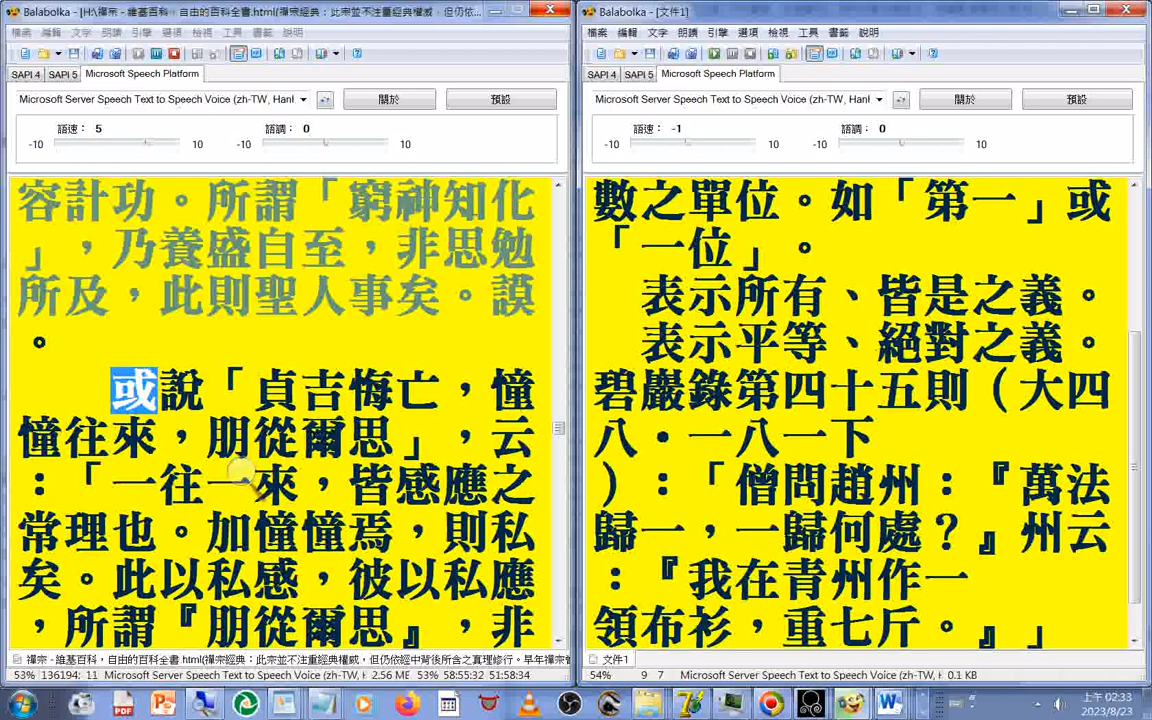 Balabolka - [H:\禪宗 - 維基百科，自由的百科全書.html(禪宗經典：此宗並不注重經典權威，但仍依...
檔案 編輯 文字 朗讀 引擎 選項 檢視 工具 書籤 說明
SAPI 4 SAPI 5 Microsoft Speech Platform
Microsoft Server Speech Text to Speech Voice (zh-TW, Hanl
關於 預設
語速： 5 語調： 0
-10 10 -10 10
容計功。所謂「窮神知化
」，乃養盛自至，非思勉
所及，此則聖人事矣。謨
。
或說「貞吉悔亡，憧
憧往來，朋從爾思」，云
：「一往一來，皆感應之
常理也。加憧憧焉，則私
矣。此以私感，彼以私應
，所謂『朋從爾思』，非
禪宗 - 維基百科，自由的百科全書 html(禪宗經典：此宗並不注重經典權威，但仍依經中背後所含之真理修行。早年禪宗
53% 136194: 11 Microsoft Server Speech Text to Speech Voice (zh-TW, H 2.56 ME 53% 58:55:32 51:58:34
Balabolka - [文件1]
檔案 編輯 文字 朗讀 引擎 選項 檢視 工具 書籤 說明
SAPI 4 SAPI 5 Microsoft Speech Platform
Microsoft Server Speech Text to Speech Voice (zh-TW, Hanl
關於 預設
語速： -1 語調： 0
-10 10 -10 10
數之單位。如「第一」或
「一位」。
表示所有、皆是之義。
表示平等、絕對之義。
碧巖錄第四十五則（大四
八．一八一下
）：「僧問趙州：『萬法
歸一，一歸何處？』州云
：『我在青州作一
領布衫，重七斤。』」
文件1
54% 9 7 Microsoft Server Speech Text to Speech Voice (zh-TW, H 0.1 KB
上午 02:33
2023/8/23